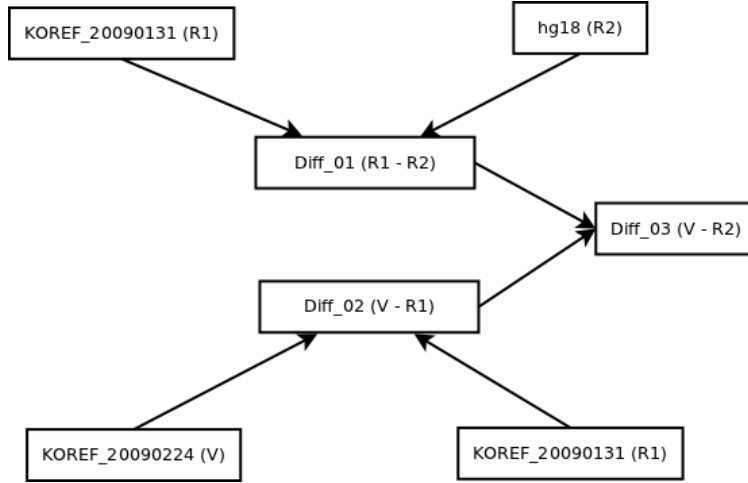 KOREF_20090131 (R1)
hg18 (R2)
Diff_01 (R1 - R2)
Diff_03 (V - R2)
Diff_02 (V - R1)
KOREF_20090224 (V)
KOREF_20090131 (R1)